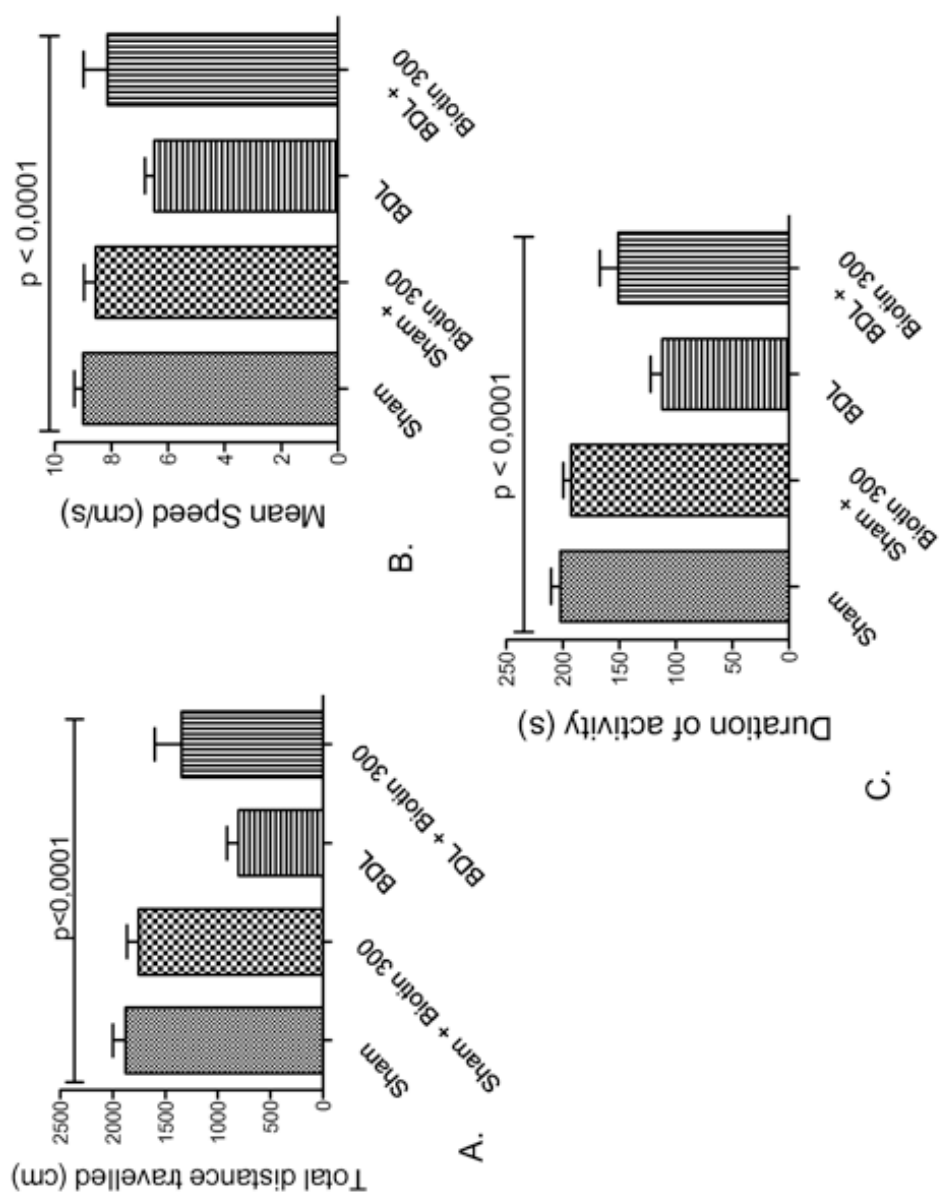 p<0,0001
Total distance travelled (cm)
2500
2000
1500
1000
500
0
Sham
Sham + Biotin 300
BDL
BDL + Biotin 300
A.
p < 0,0001
Mean Speed (cm/s)
10
8
6
4
2
0
Sham
Sham +
Biotin 300
BDL
BDL +
Biotin 300
B.
p < 0,0001
Duration of activity (s)
250
200
150
100
50
0
Sham
Sham +
Biotin 300
BDL
BDL +
Biotin 300
C.